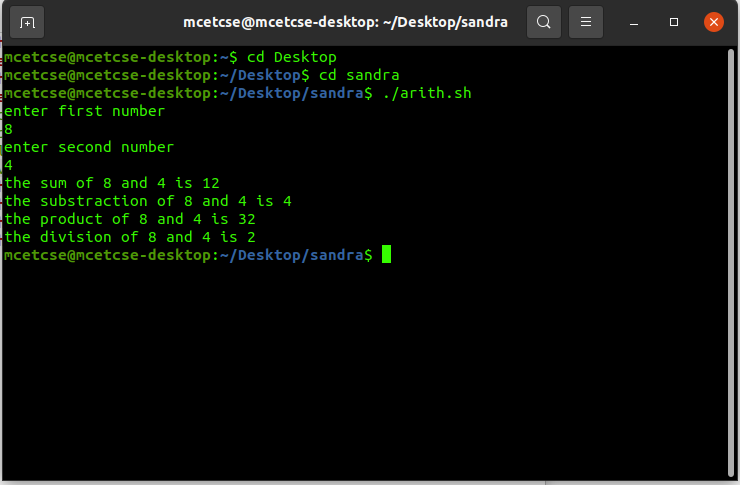 mcetcse@mcetcse-desktop: ~/Desktop/sandra
mcetcse@mcetcse-desktop:~$ cd Desktop
mcetcse@mcetcse-desktop:~/Desktop$ cd sandra
mcetcse@mcetcse-desktop:~/Desktop/sandra$ ./arith.sh
enter first number
8
enter second number
4
the sum of 8 and 4 is 12
the substraction of 8 and 4 is 4
the product of 8 and 4 is 32
the division of 8 and 4 is 2
mcetcse@mcetcse-desktop:~/Desktop/sandra$